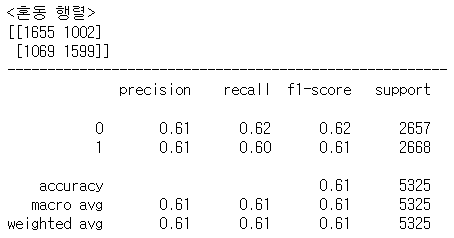 <혼동 행렬>
[[1655 1002]
 [1069 1599]]
------------------------------------------------------
precision recall f1-score support
0 0.61 0.62 0.62 2657
1 0.61 0.60 0.61 2668
accuracy 0.61 5325
macro avg 0.61 0.61 0.61 5325
weighted avg 0.61 0.61 0.61 5325